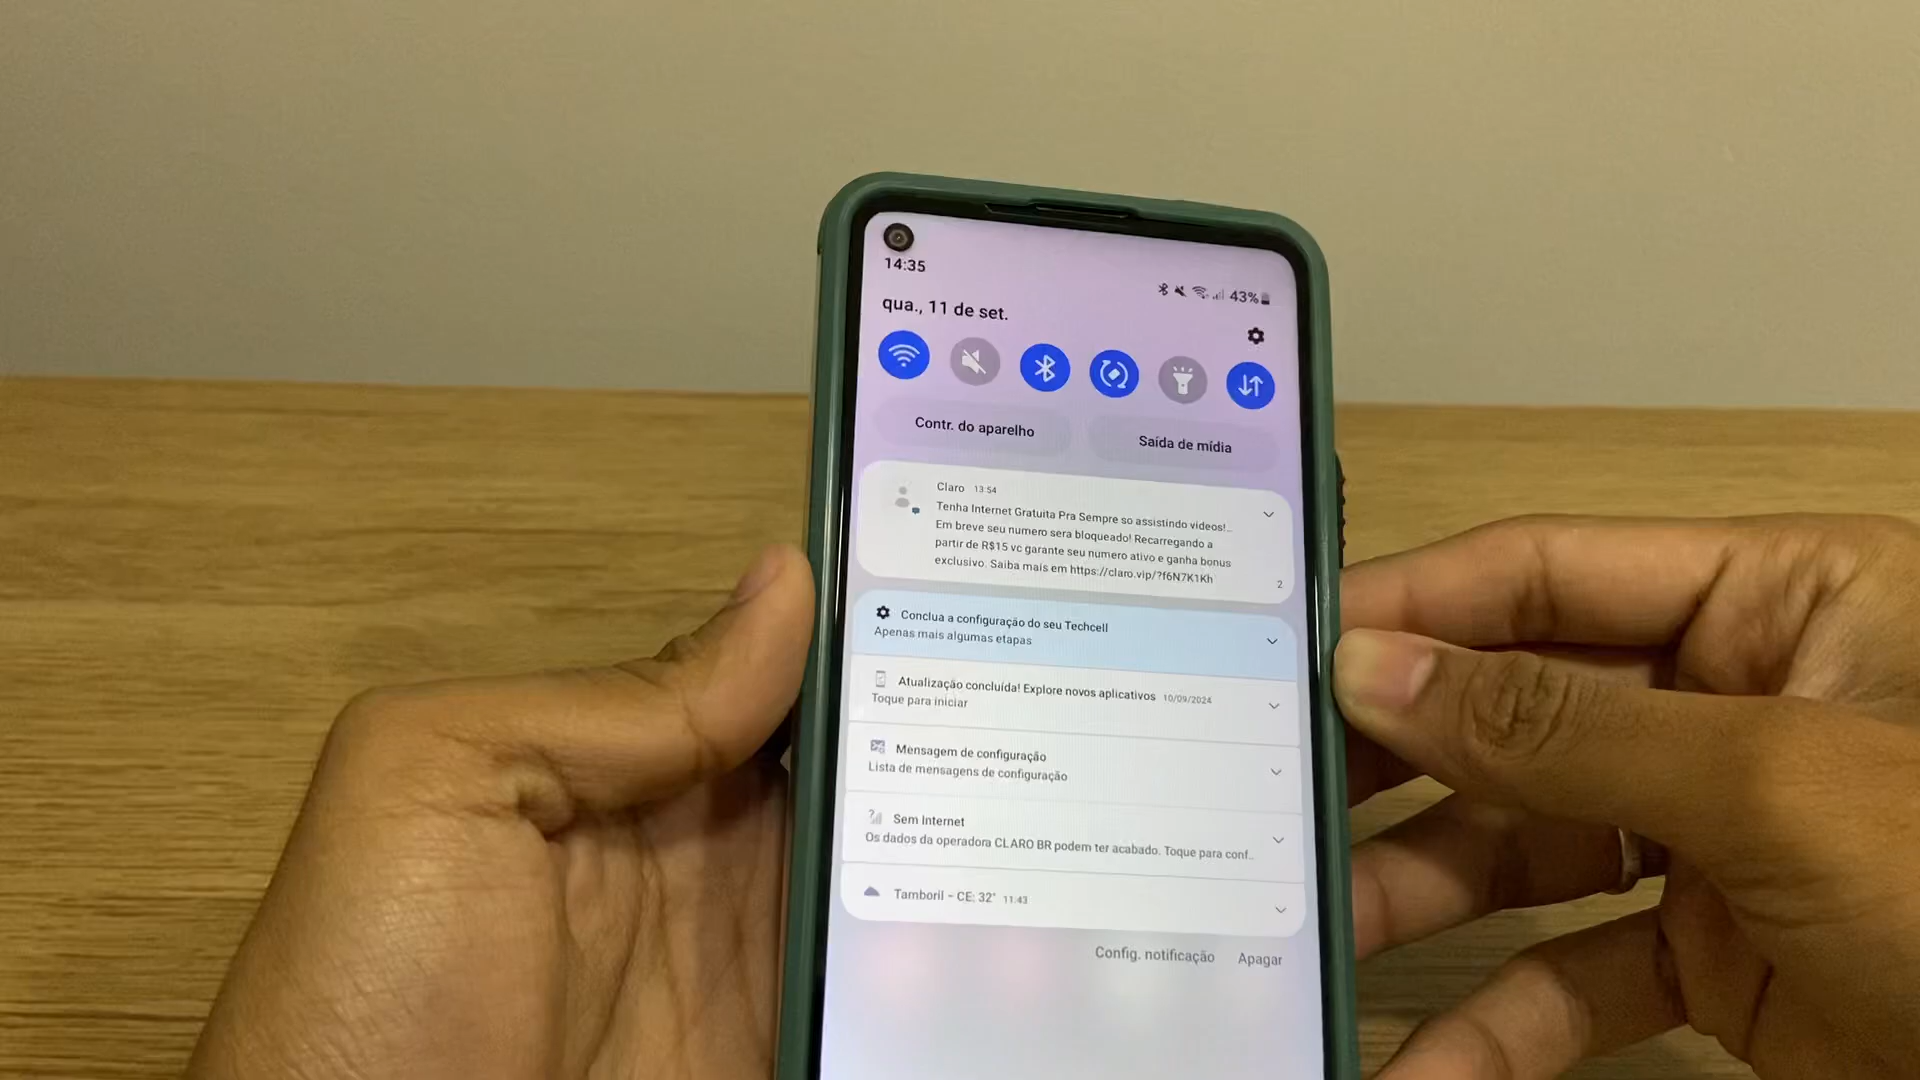 14:35
43%
qua., 11 de set.
Contr. do aparelho
Saída de mídia
Claro 13:54
Tenha Internet Gratuita Pra Sempre so assistindo videos!..
Em breve seu numero sera bloqueado! Recarregando a
partir de R$15 vc garante seu numero ativo e ganha bonus
exclusivo. Saiba mais em https://claro.vip/?f6N7K1Kh
2
Conclua a configuração do seu Techcell
Apenas mais algumas etapas
Atualização concluída! Explore novos aplicativos 10/09/2024
Toque para iniciar
Mensagem de configuração
Lista de mensagens de configuração
Sem Internet
Os dados da operadora CLARO BR podem ter acabado. Toque para conf..
Tamboril - CE: 32° 11:43
Config. notificação
Apagar